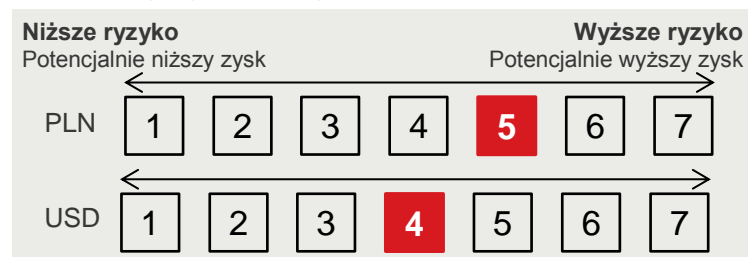 Niższe ryzyko Wyższe ryzyko
Potencjalnie niższy zysk Potencjalnie wyższy zysk
PLN 1 2 3 4 5 6 7
USD 1 2 3 4 5 6 7